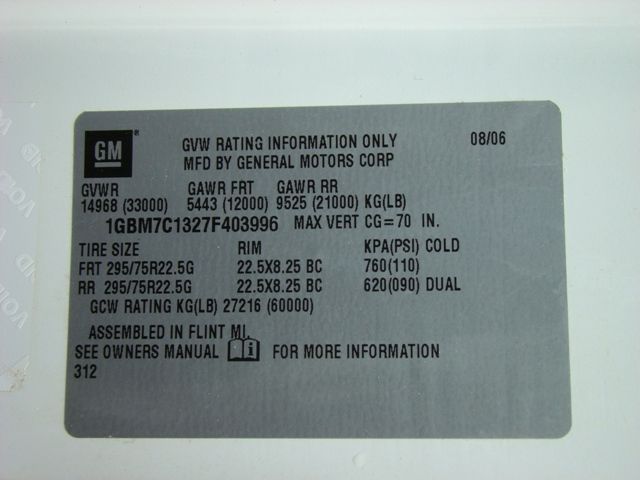 GM ® GVW RATING INFORMATION ONLY 08/06
MFD BY GENERAL MOTORS CORP
GVWR GAWR FRT GAWR RR
14968 (33000) 5443 (12000) 9525 (21000) KG(LB)
1GBM7C1327F403996 MAX VERT CG=70 IN.
TIRE SIZE RIM KPA(PSI) COLD
FRT 295/75R22.5G 22.5X8.25 BC 760(110)
RR 295/75R22.5G 22.5X8.25 BC 620(090) DUAL
GCW RATING KG(LB) 27216 (60000)
ASSEMBLED IN FLINT MI.
SEE OWNERS MANUAL i FOR MORE INFORMATION
312
VOID
VOID